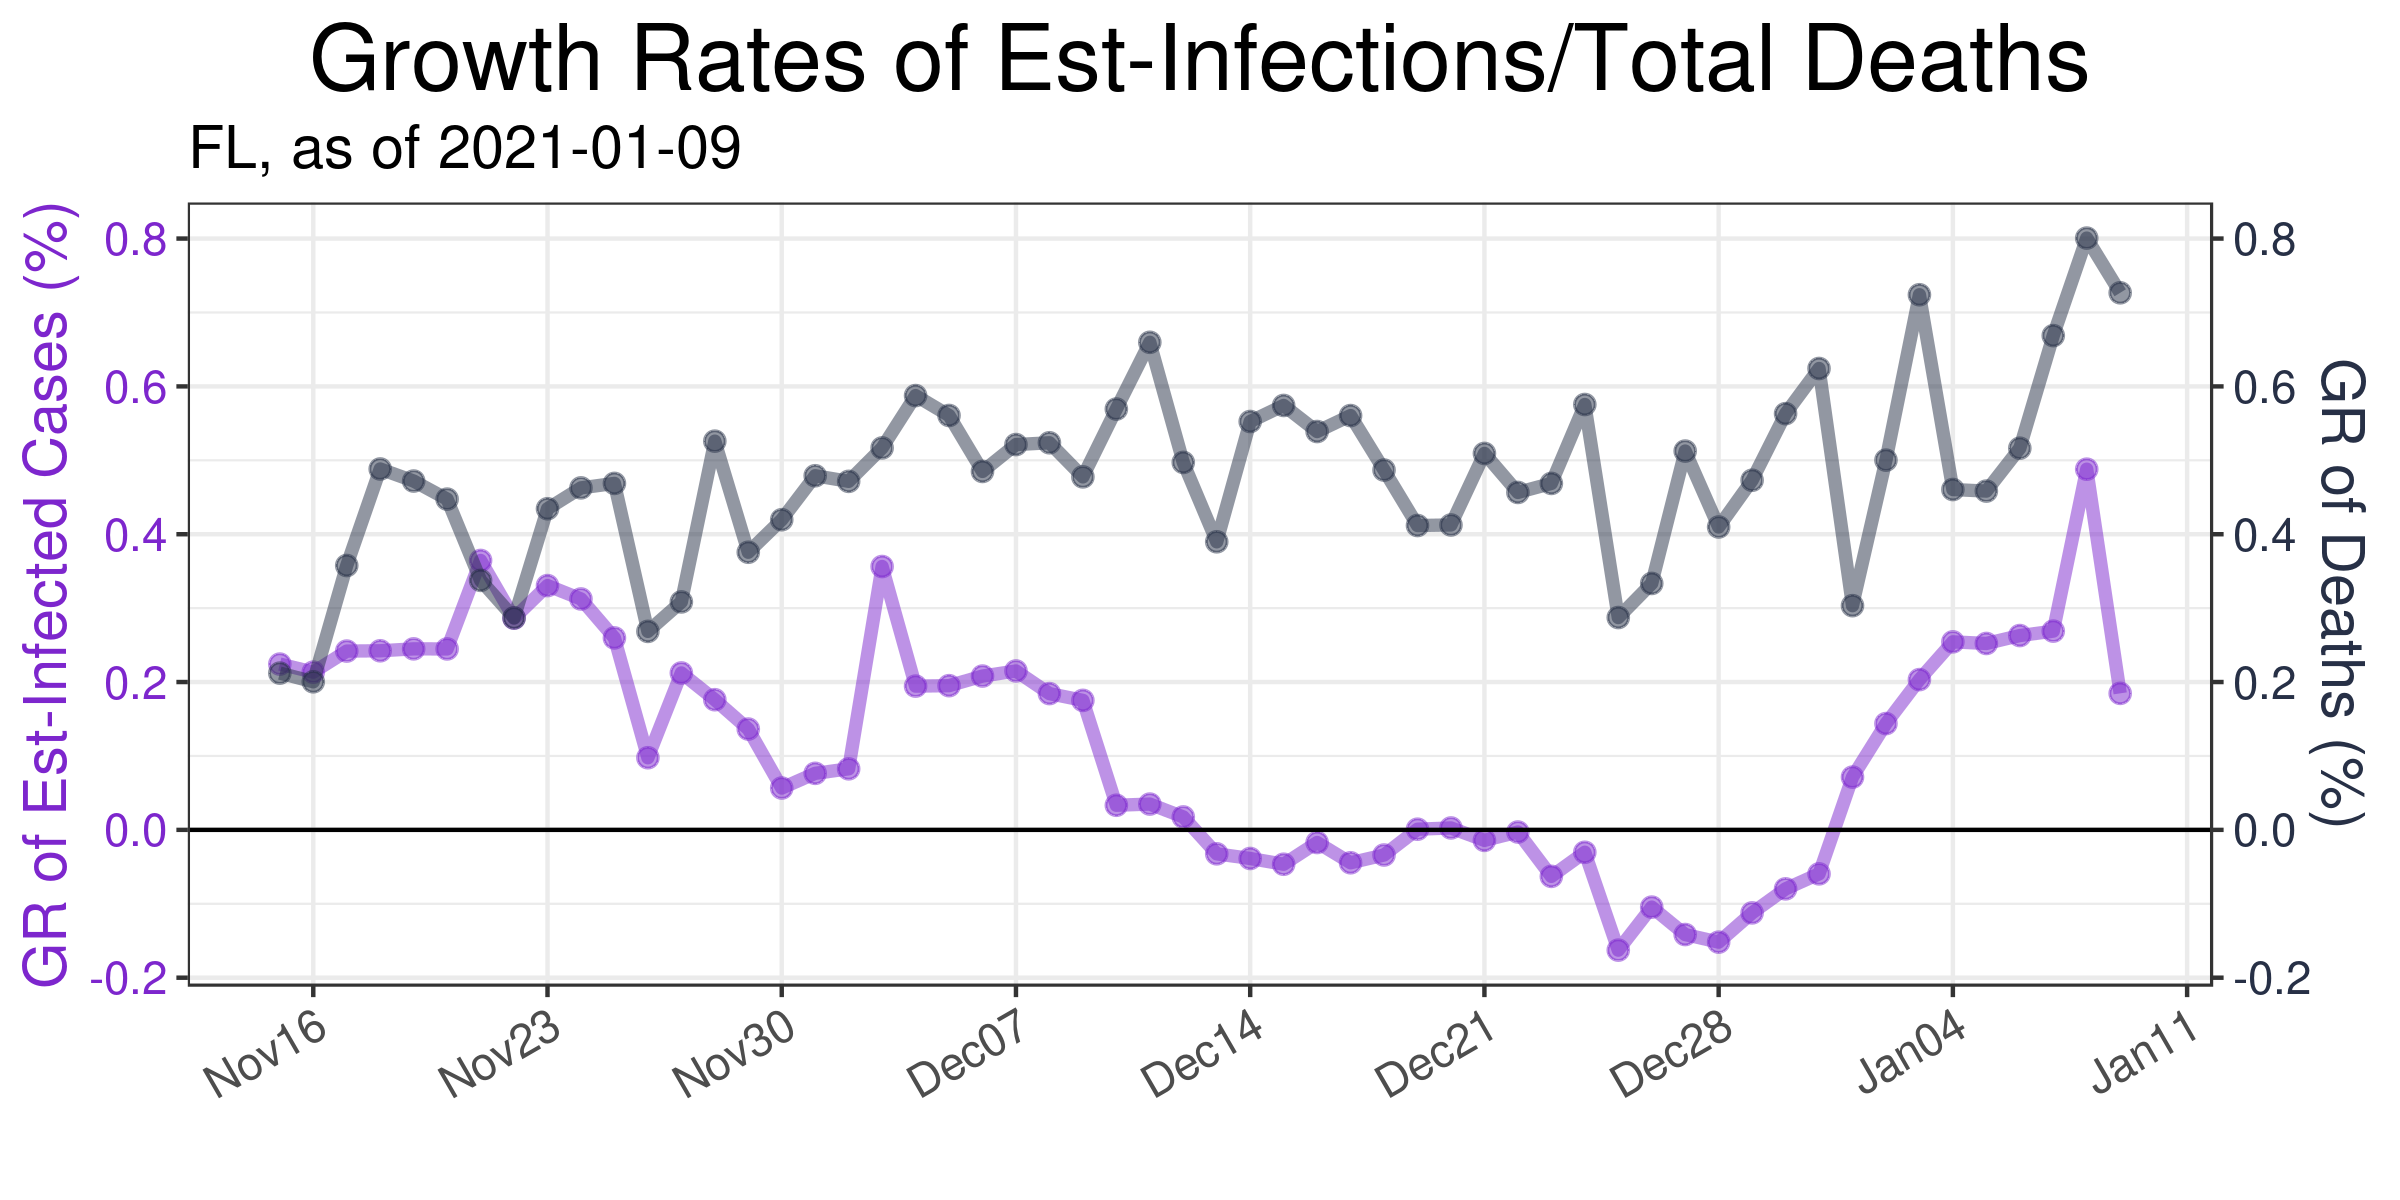 Growth Rates of Est-Infections/Total Deaths
FL, as of 2021-01-09
GR of Est-Infected Cases (%)
0.8
0.6
0.4
0.2
0.0
-0.2
0.8
0.6
0.4
0.2
0.0
-0.2
GR of Deaths (%)
Nov16
Nov23
Nov30
Dec07
Dec14
Dec21
Dec28
Jan04
Jan11